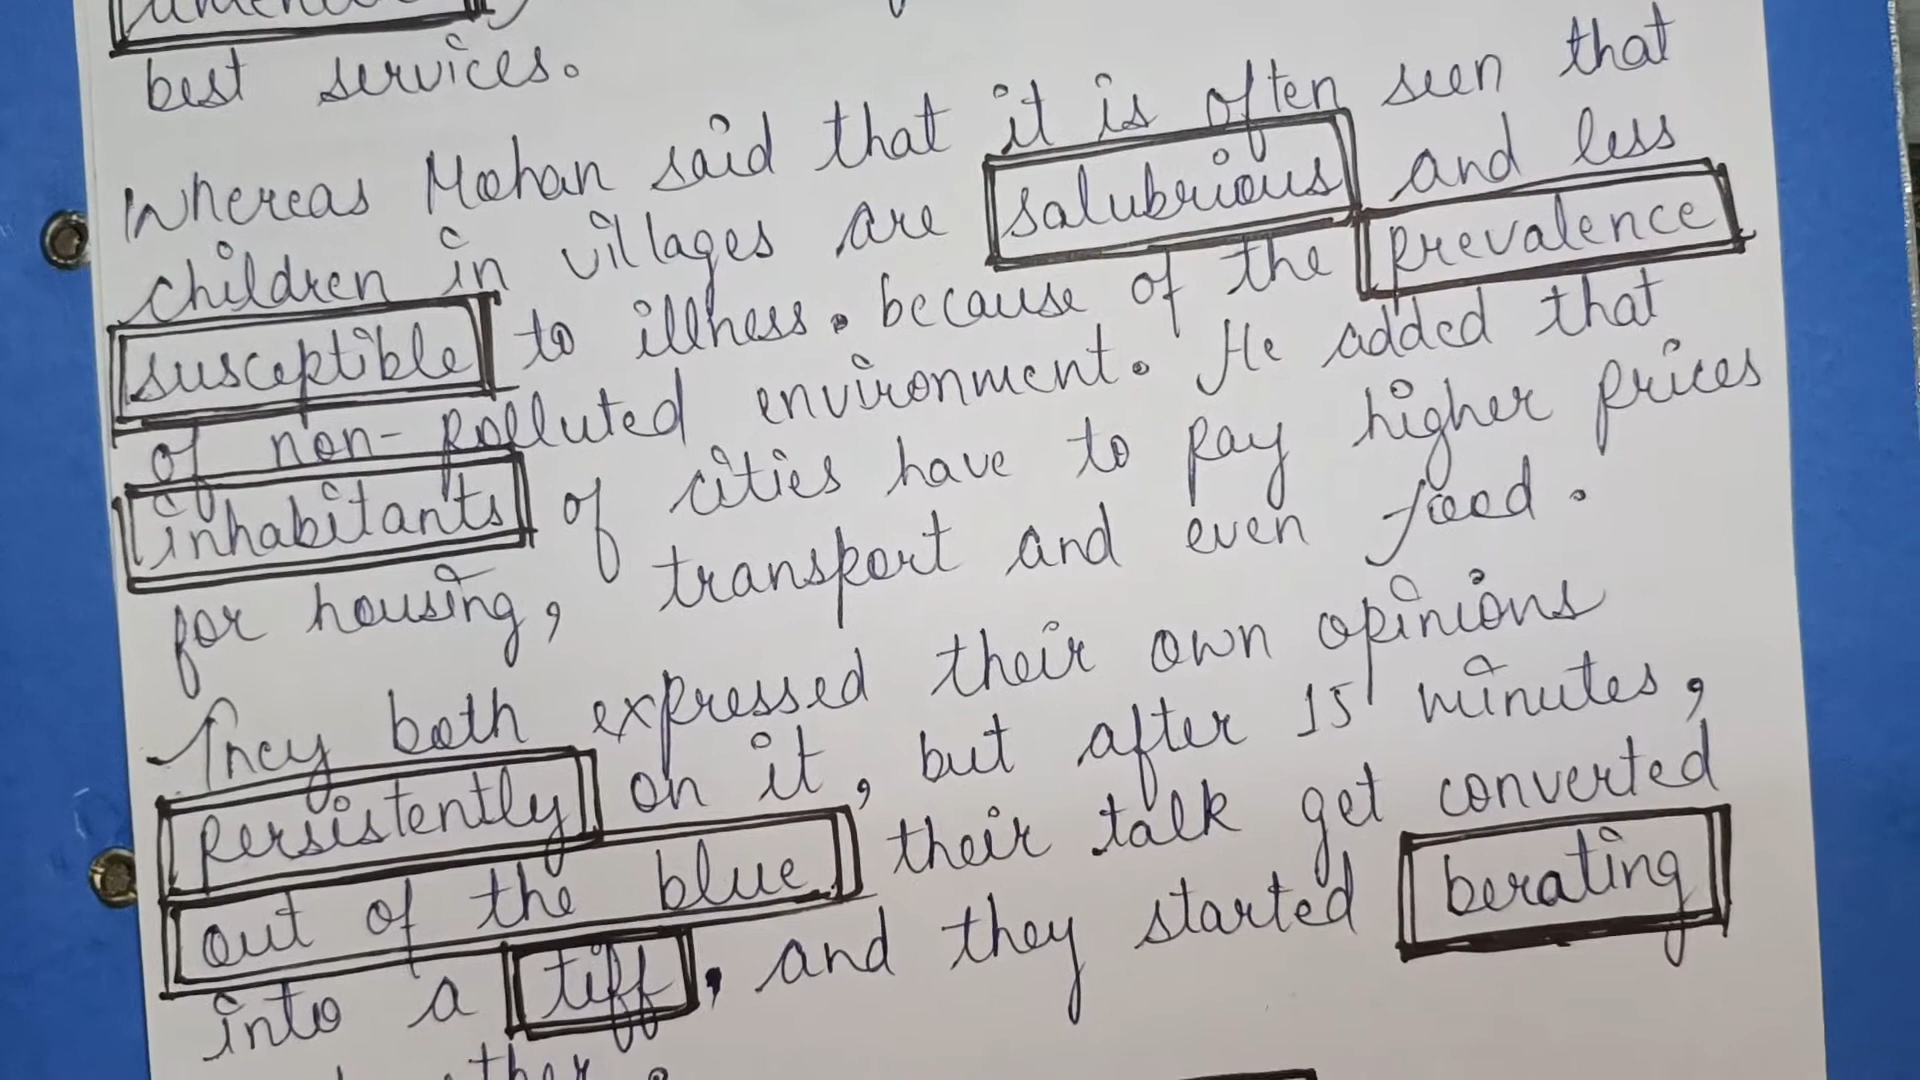 best services.
Whereas Mohan said that it is often seen that
children in villages are salubrious and less
susceptible to illness. because of the prevalence
of non-polluted environment. He added that
inhabitants of cities have to pay higher prices
for housing, transport and even food.
They both expressed their own opinions
persistently on it, but after 15 minutes,
out of the blue, their talk get converted
into a tiff, and they started berating